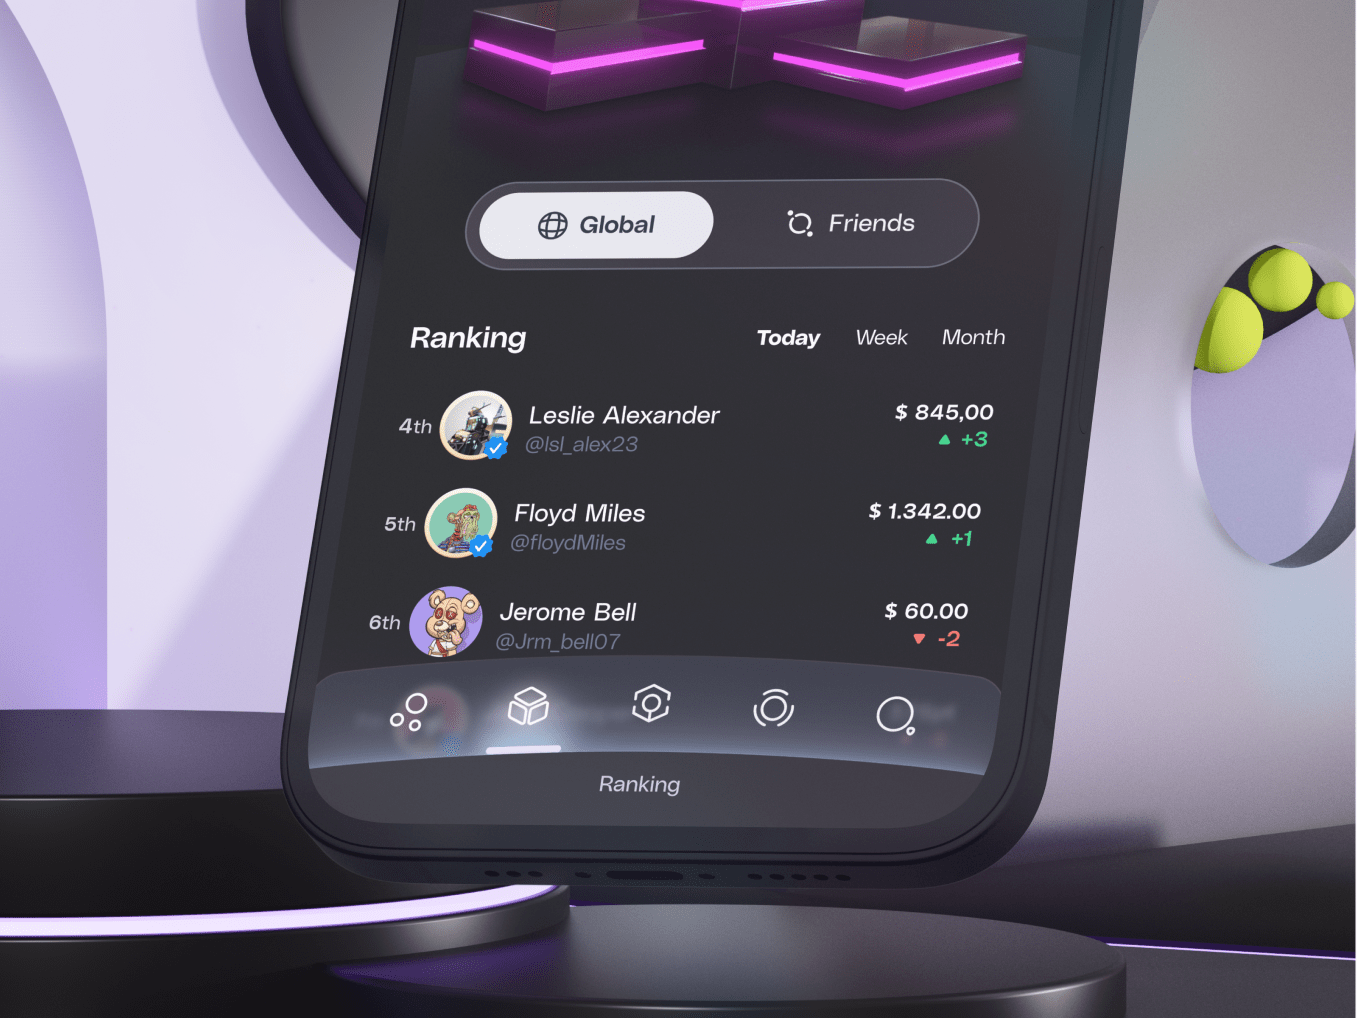 Global
Friends
Ranking
Today
Week
Month
4th
Leslie Alexander
@lsl_alex23
$ 845,00
+3
5th
Floyd Miles
@floydMiles
$ 1.342.00
+1
6th
Jerome Bell
@Jrm_bell07
$ 60.00
-2
Ranking